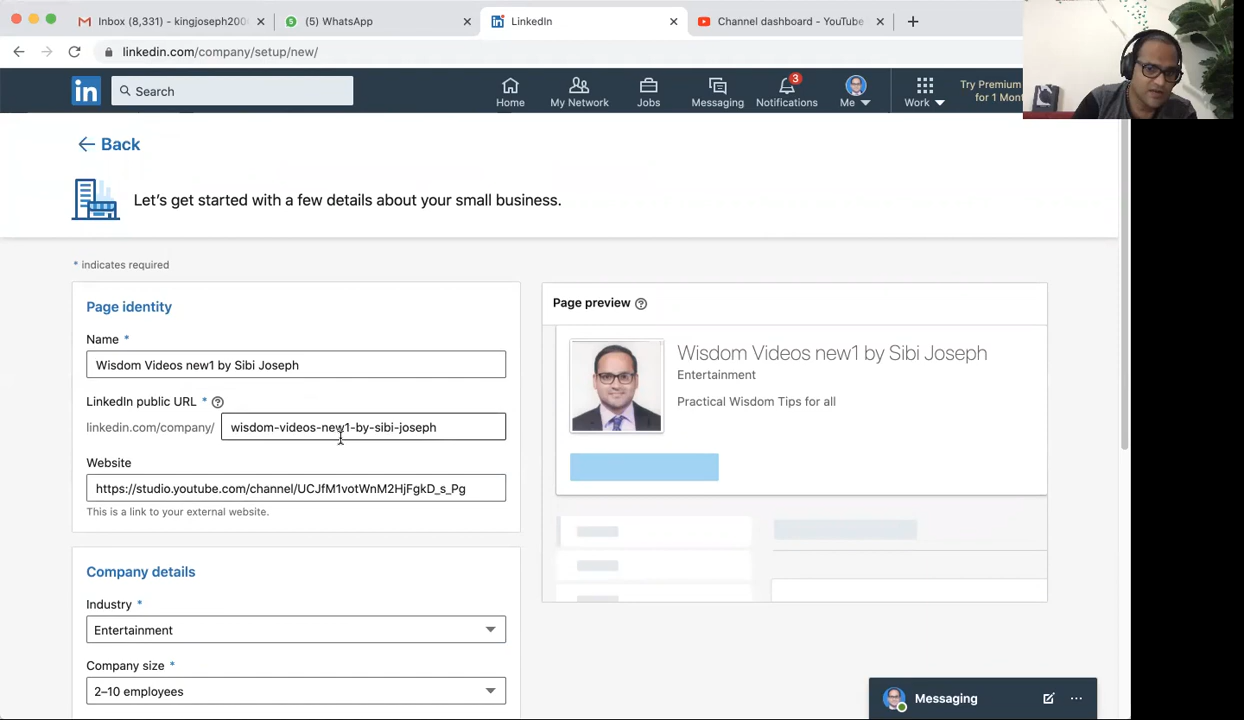 Inbox (8,331) - kingjoseph200
(5) WhatsApp
LinkedIn
Channel dashboard - YouTube
linkedin.com/company/setup/new/
in
Search
Home
My Network
Jobs
Messaging
3
Notifications
Me
Work
Try Premium
for 1 Mont
Back
Let's get started with a few details about your small business.
* indicates required
Page identity
Name *
Wisdom Videos new1 by Sibi Joseph
LinkedIn public URL *
linkedin.com/company/ wisdom-videos-new1-by-sibi-joseph
Website
https://studio.youtube.com/channel/UCJfM1votWnM2HjFgkD_s_Pg
This is a link to your external website.
Company details
Industry *
Entertainment
Company size *
2–10 employees
Page preview
Wisdom Videos new1 by Sibi Joseph
Entertainment
Practical Wisdom Tips for all
Messaging